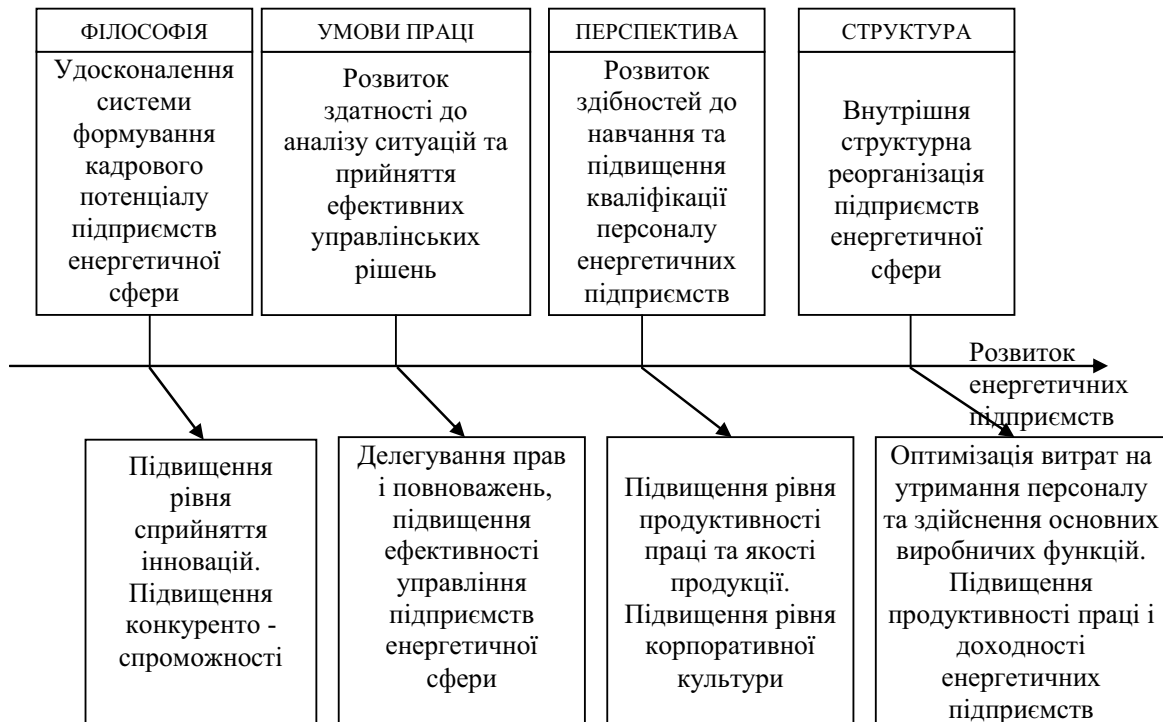 ФІЛОСОФІЯ
Удосконалення
системи
формування
кадрового
потенціалу
підприємств
енергетичної
сфери
УМОВИ ПРАЦІ
Розвиток
здатності до
аналізу ситуацій та
прийняття
ефективних
управлінських
рішень
ПЕРСПЕКТИВА
Розвиток
здібностей до
навчання та
підвищення
кваліфікації
персоналу
енергетичних
підприємств
СТРУКТУРА
Внутрішня
структурна
реорганізація
підприємств
енергетичної
сфери
Розвиток
енергетичних
підприємств
Підвищення
рівня
сприйняття
інновацій.
Підвищення
конкуренто -
спроможності
Делегування прав
і повноважень,
підвищення
ефективності
управління
підприємств
енергетичної
сфери
Підвищення рівня
продуктивності
праці та якості
продукції.
Підвищення рівня
корпоративної
культури
Оптимізація витрат на
утримання персоналу
та здійснення основних
виробничих функцій.
Підвищення
продуктивності праці і
доходності
енергетичних
підприємств